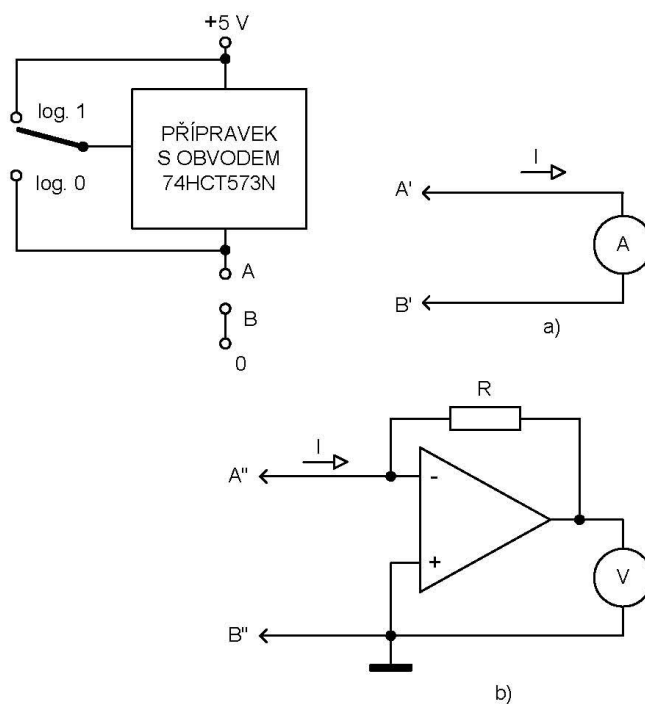 +5 V
log. 1
PŘÍPRAVEK
S OBVODEM
74HCT573N
log. 0
A
B
0
I
A'
A
B'
a)
R
I
A"
-
+
V
B"
b)